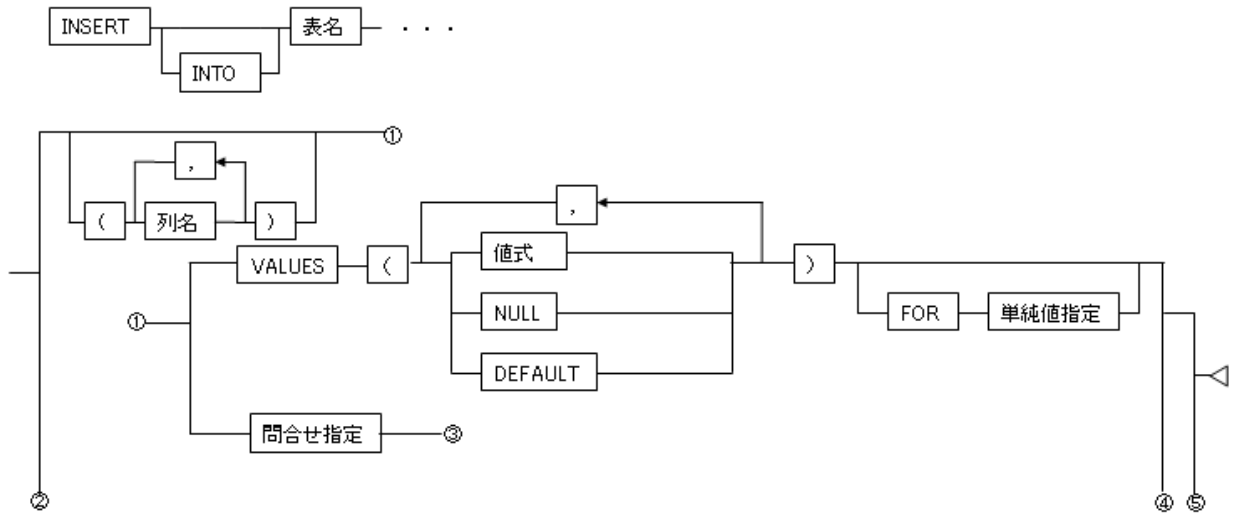 INSERT 表名 ・・・
INTO
①
,
( 列名 ) ,
VALUES ( 値式 )
① NULL FOR 単純値指定
DEFAULT
問合せ指定 ③
② ④ ⑤